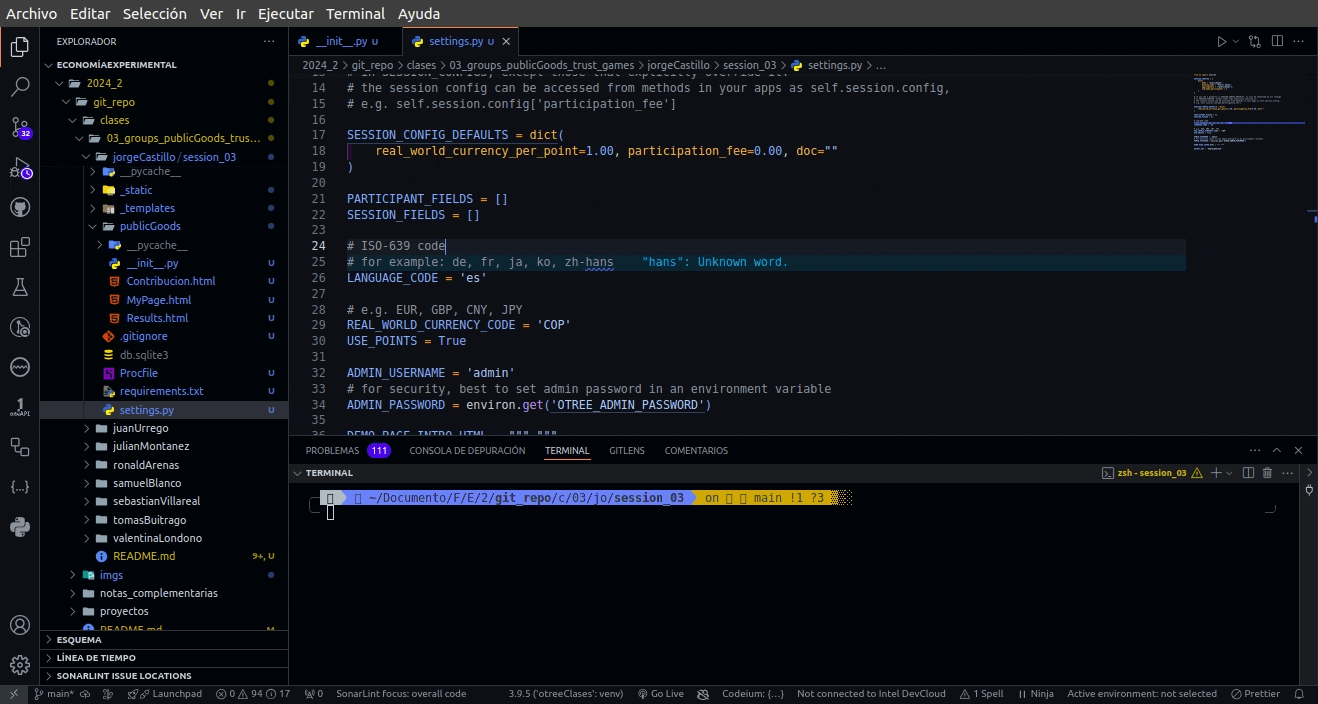 Archivo Editar Selección Ver Ir Ejecutar Terminal Ayuda
EXPLORADOR
ECONOMÍAEXPERIMENTAL
2024_2
git_repo
clases
03_groups_publicGoods_trus...
jorgeCastillo / session_03
__pycache__
_static
_templates
publicGoods
__pycache__
__init__.py U
Contribucion.html U
MyPage.html U
Results.html U
.gitignore U
db.sqlite3
Procfile U
requirements.txt U
settings.py U
juanUrrego
julianMontanez
ronaldArenas
samuelBlanco
sebastianVillareal
tomasBuitrago
valentinaLondono
README.md 9+, U
imgs
notas_complementarias
proyectos
README.md M
ESQUEMA
LÍNEA DE TIEMPO
SONARLINT ISSUE LOCATIONS
32
__init__.py U settings.py U
2024_2 > git_repo > clases > 03_groups_publicGoods_trust_games > jorgeCastillo > session_03 > settings.py > ...
13 # in SESSION_CONFIGS, except those that explicitly override it.
14 # the session config can be accessed from methods in your apps as self.session.config,
15 # e.g. self.session.config['participation_fee']
16
17 SESSION_CONFIG_DEFAULTS = dict(
18 real_world_currency_per_point=1.00, participation_fee=0.00, doc=""
19 )
20
21 PARTICIPANT_FIELDS = []
22 SESSION_FIELDS = []
23
24 # ISO-639 code
25 # for example: de, fr, ja, ko, zh-hans "hans": Unknown word.
26 LANGUAGE_CODE = 'es'
27
28 # e.g. EUR, GBP, CNY, JPY
29 REAL_WORLD_CURRENCY_CODE = 'COP'
30 USE_POINTS = True
31
32 ADMIN_USERNAME = 'admin'
33 # for security, best to set admin password in an environment variable
34 ADMIN_PASSWORD = environ.get('OTREE_ADMIN_PASSWORD')
35
36 DEMO_PAGE_INTRO_HTML = """ """
PROBLEMAS 111 CONSOLA DE DEPURACIÓN TERMINAL GITLENS COMENTARIOS
TERMINAL
zsh - session_03
~/Documento/F/E/2/git_repo/c/03/jo/session_03 on main !1 ?3
main* Launchpad 0 94 17 0 SonarLint focus: overall code 3.9.5 ('otreeClases': venv) Go Live Codeium: {...} Not connected to Intel DevCloud 1 Spell Ninja Active environment: not selected Prettier